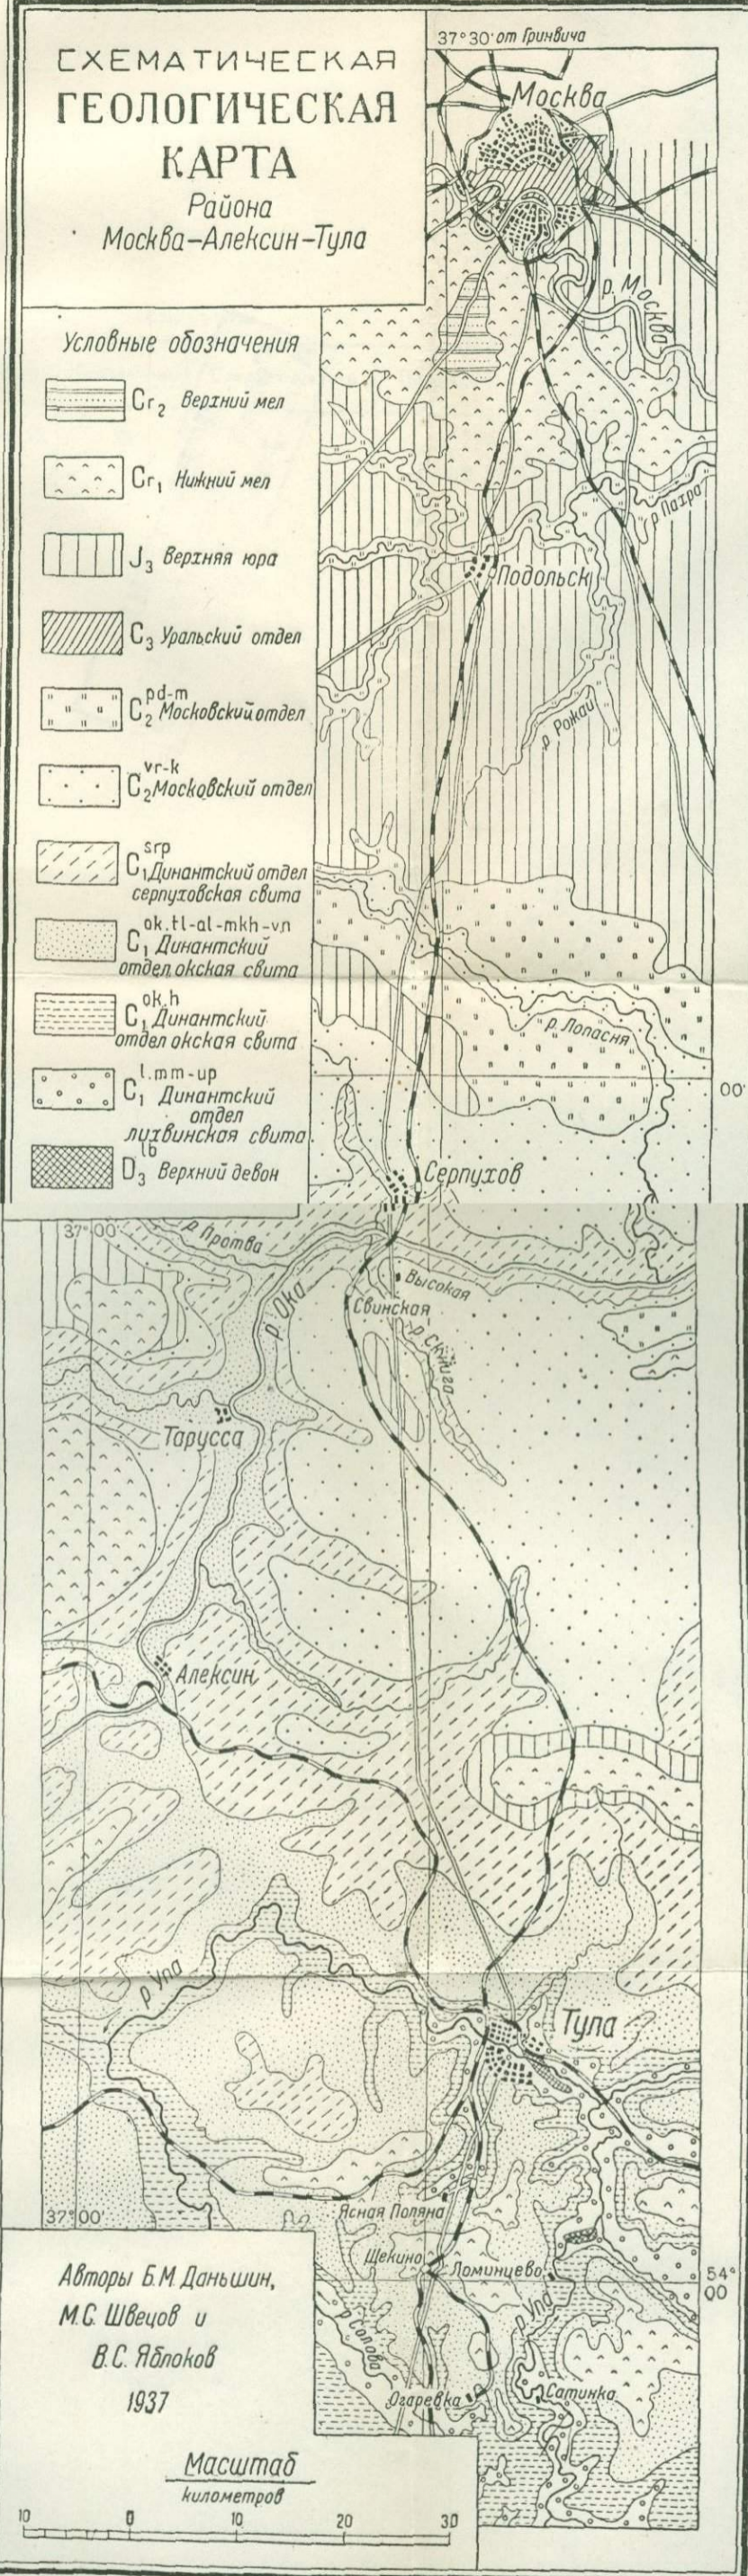 СХЕМАТИЧЕСКАЯ
ГЕОЛОГИЧЕСКАЯ
КАРТА
Района
Москва–Алексин–Тула
Условные обозначения
Cr₂ Верхний мел
Cr₁ Нижний мел
J₃ Верхняя юра
C₃ Уральский отдел
C₂ pd-m Московский отдел
C₂ vr-k Московский отдел
C₁ srp Динантский отдел
серпуховская свита
C₁ ok.tl-al-mkh-vn Динантский
отдел окская свита
C₁ ok.h Динантский
отдел окская свита
C₁ l.mm-up Динантский
отдел
лихвинская свита
D₃ lb Верхний девон
37°30' от Гринвича
Москва
р. Москва
р. Пахра
Подольск
р Рожай
р. Лопасня
00'
Серпухов
37°00'
р Протва
р. Ока
Высокая
Свинская
р. Скнига
Тарусса
Алексин
р Упа
Тула
37°00'
Ясная Поляна
Щекино
Ломинцево
54°
00
р Упа
р Солова
Огаревка
Сатинка
Авторы Б.М Даньшин,
М.С. Швецов и
В.С. Яблоков
1937
Масштаб
километров
10 0 10 20 30